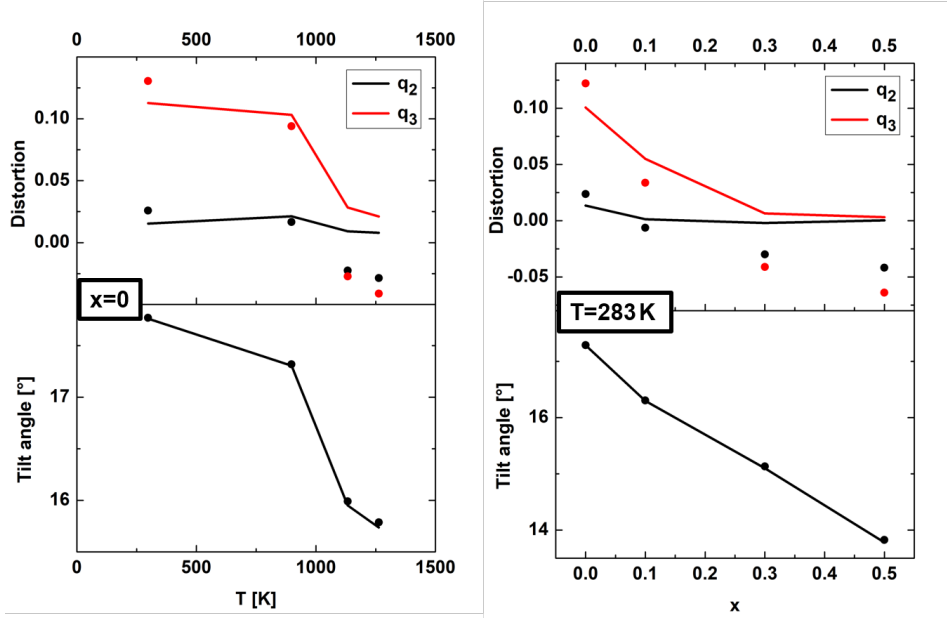 0 500 1000 1500
0.10
0.05
0.00
Distortion
q2
q3
x=0
17
16
Tilt angle [°]
0 500 1000 1500
T [K]
0.0 0.1 0.2 0.3 0.4 0.5
0.10
0.05
0.00
-0.05
Distortion
q2
q3
T=283 K
16
14
Tilt angle [°]
0.0 0.1 0.2 0.3 0.4 0.5
x